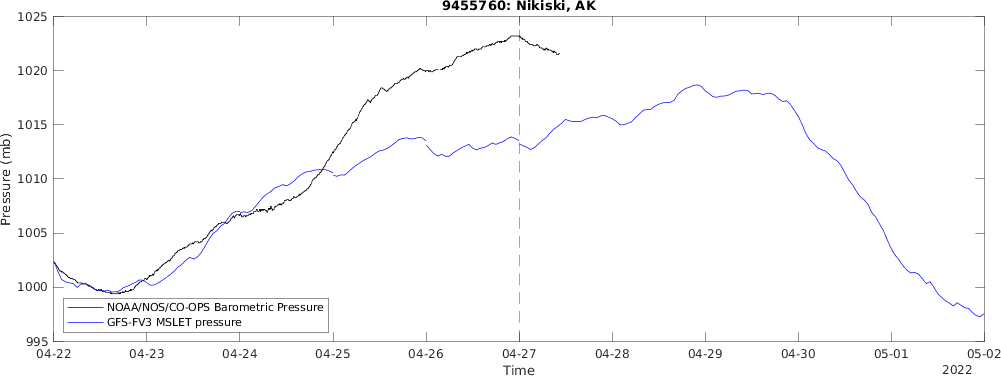 9455760: Nikiski, AK
1025
1020
1015
1010
1005
1000
995
Pressure (mb)
NOAA/NOS/CO-OPS Barometric Pressure
GFS-FV3 MSLET pressure
04-22 04-23 04-24 04-25 04-26 04-27 04-28 04-29 04-30 05-01 05-02
Time
2022